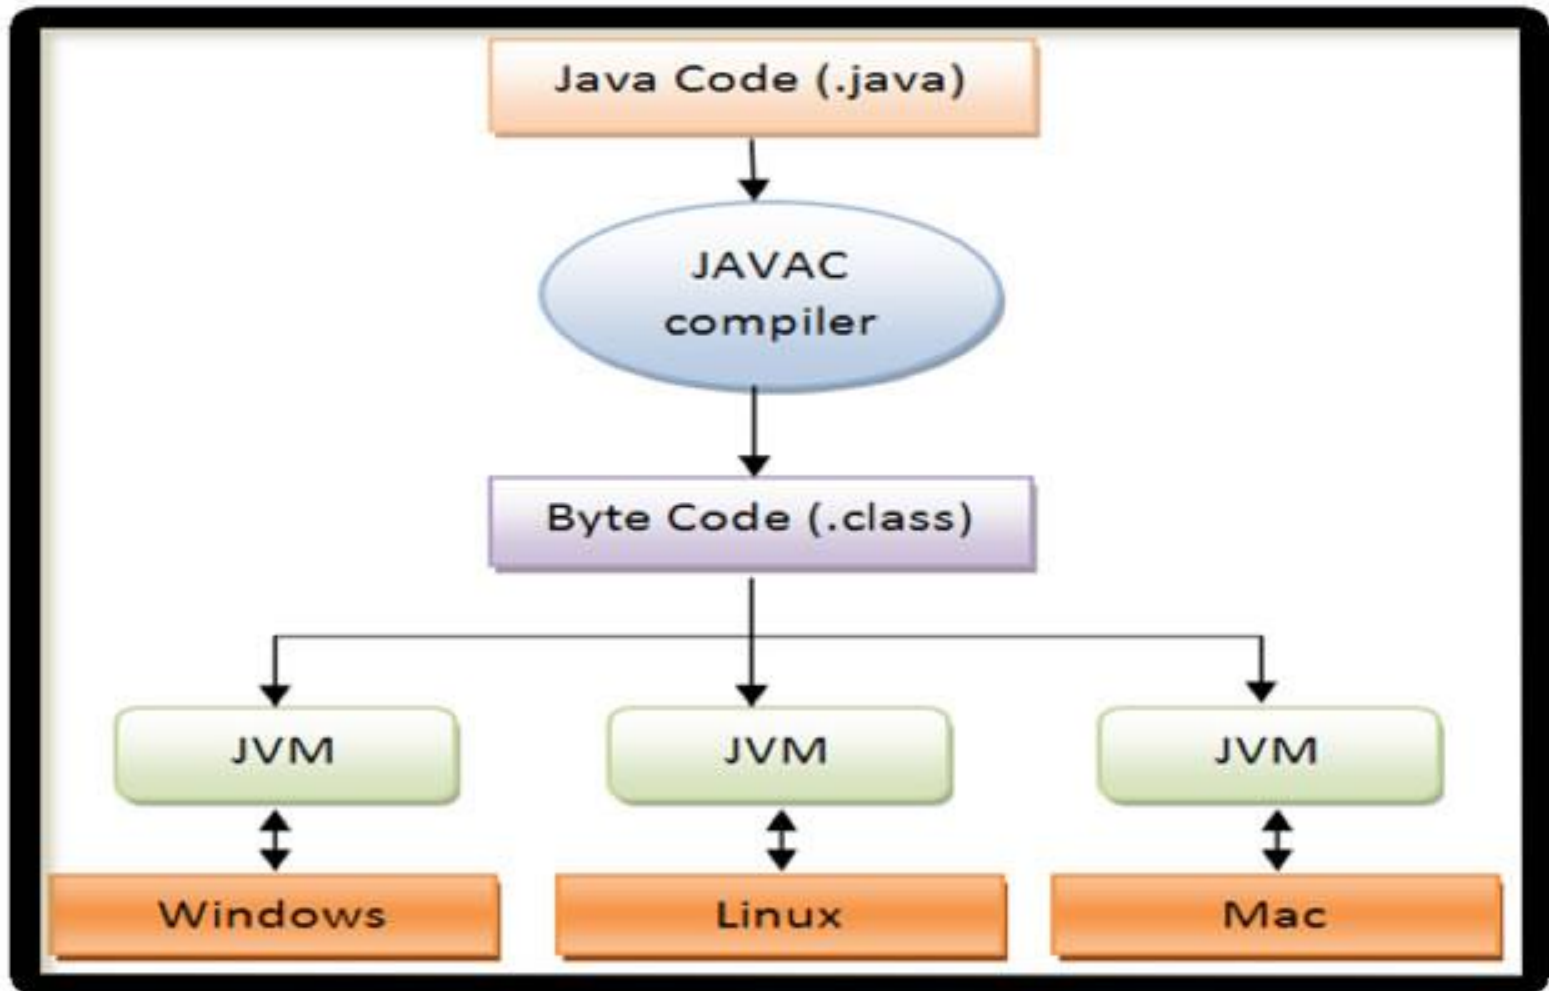 Java Code (.java)
JAVAC
compiler
Byte Code (.class)
JVM
JVM
JVM
Windows
Linux
Mac